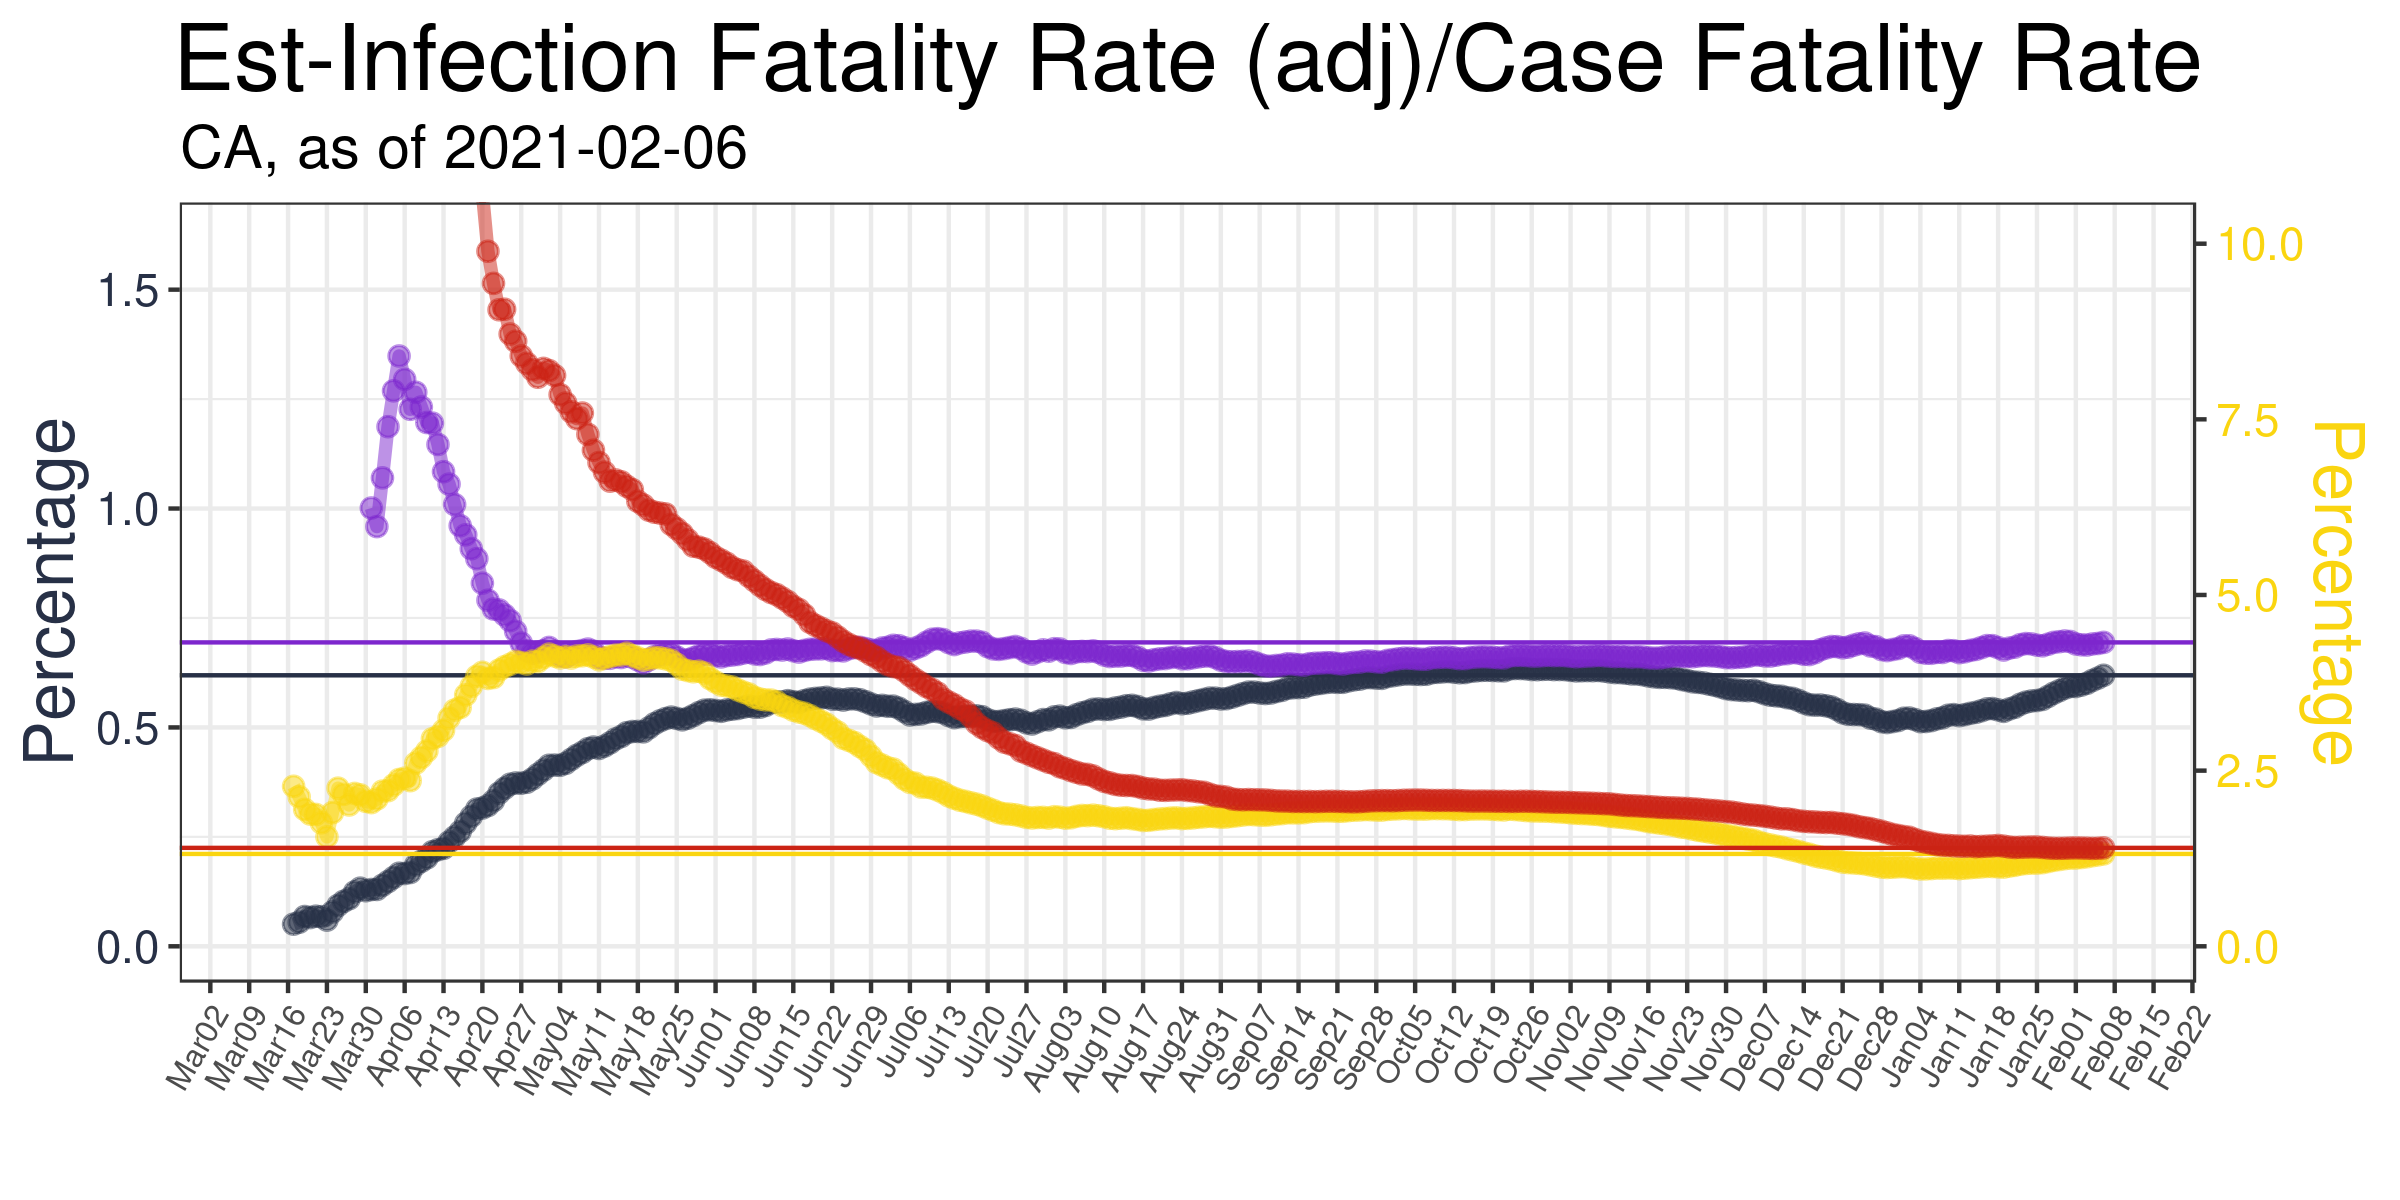 Est-Infection Fatality Rate (adj)/Case Fatality Rate
CA, as of 2021-02-06
Percentage
1.5
1.0
0.5
0.0
10.0
7.5
5.0
2.5
0.0
Percentage
Mar02
Mar09
Mar16
Mar23
Mar30
Apr06
Apr13
Apr20
Apr27
May04
May11
May18
May25
Jun01
Jun08
Jun15
Jun22
Jun29
Jul06
Jul13
Jul20
Jul27
Aug03
Aug10
Aug17
Aug24
Aug31
Sep07
Sep14
Sep21
Sep28
Oct05
Oct12
Oct19
Oct26
Nov02
Nov09
Nov16
Nov23
Nov30
Dec07
Dec14
Dec21
Dec28
Jan04
Jan11
Jan18
Jan25
Feb01
Feb08
Feb15
Feb22